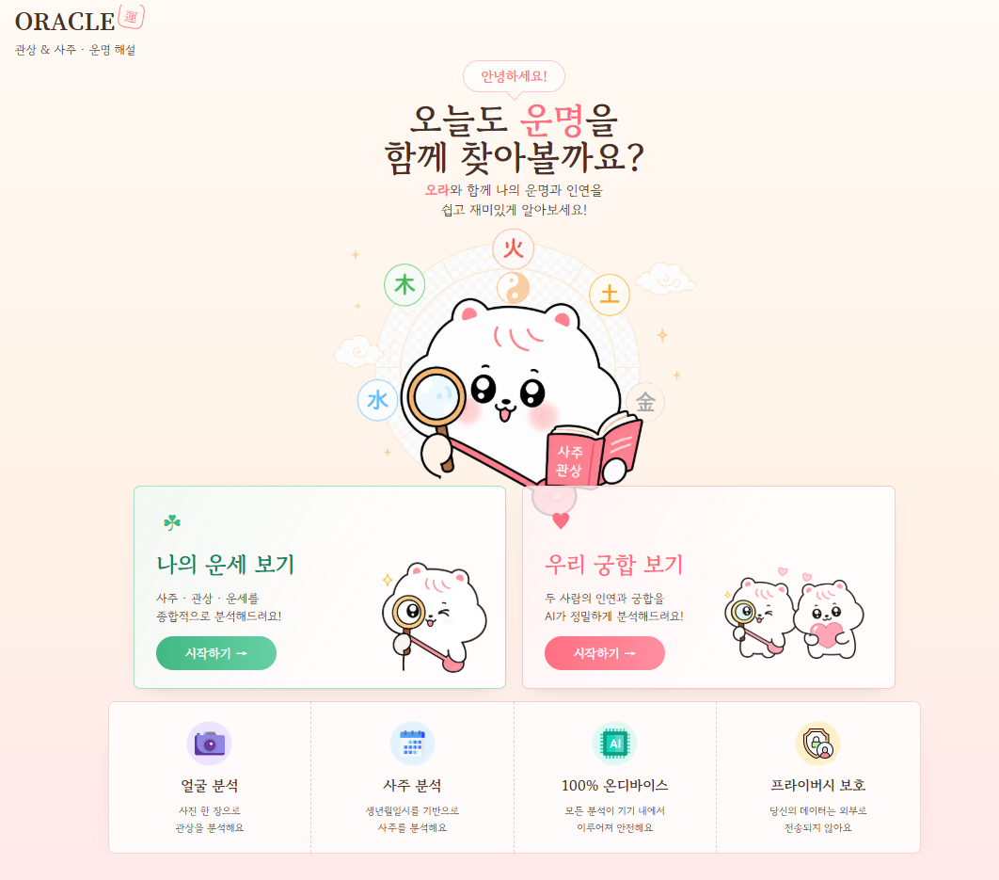 ORACLE 運
관상 & 사주 · 운명 해설
안녕하세요!
오늘도 운명을
함께 찾아볼까요?
오라와 함께 나의 운명과 인연을
쉽고 재미있게 알아보세요!
火
木
土
水
金
사주
관상
나의 운세 보기
사주 · 관상 · 운세를
종합적으로 분석해드려요!
시작하기 →
우리 궁합 보기
두 사람의 인연과 궁합을
AI가 정밀하게 분석해드려요!
시작하기 →
얼굴 분석
사진 한 장으로
관상을 분석해요
사주 분석
생년월일시를 기반으로
사주를 분석해요
AI
100% 온디바이스
모든 분석이 기기 내에서
이루어져 안전해요
프라이버시 보호
당신의 데이터는 외부로
전송되지 않아요